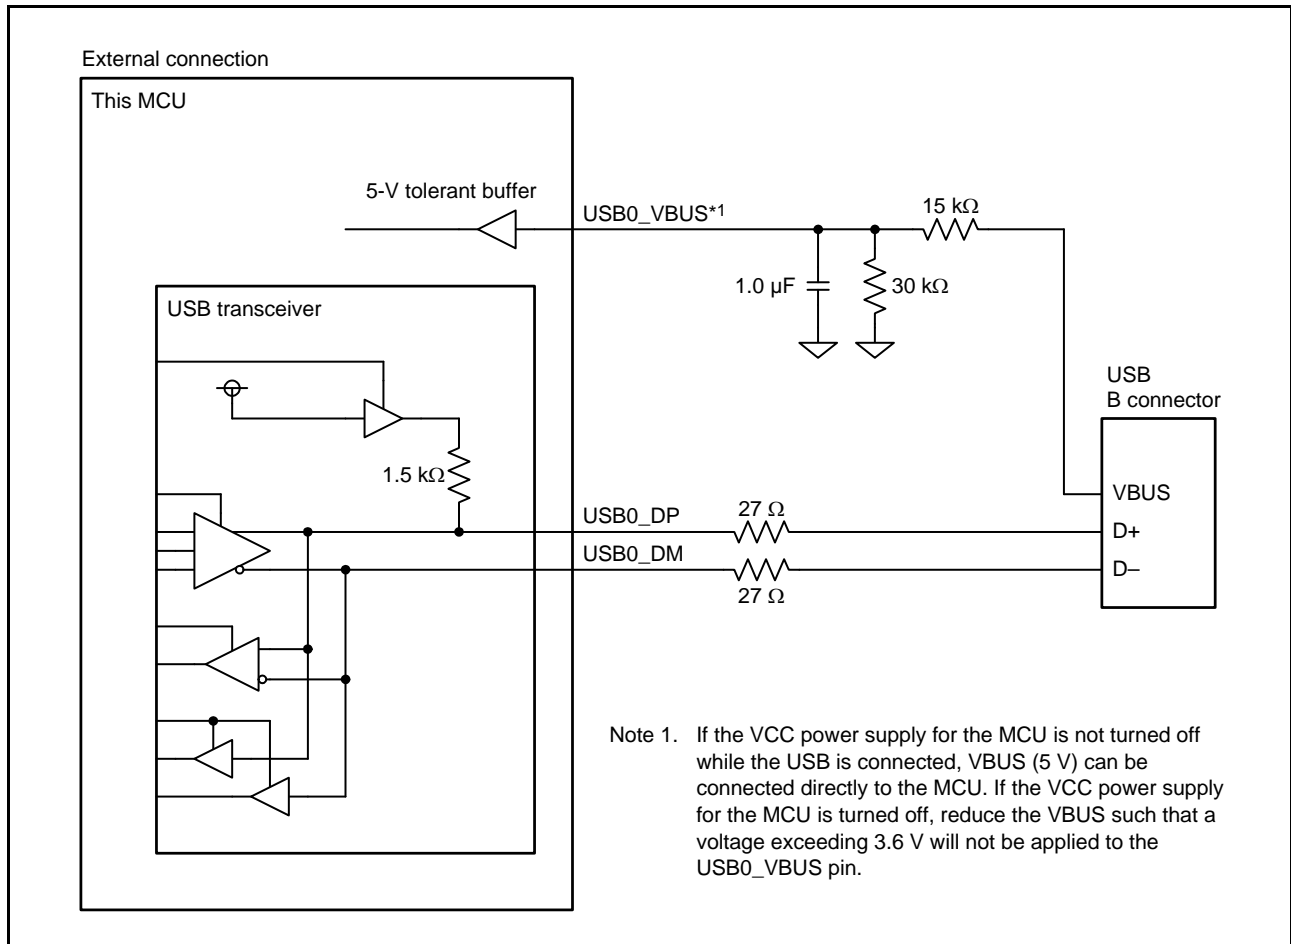 External connection
This MCU
5-V tolerant buffer
USB0_VBUS*1
15 kΩ
1.0 µF
30 kΩ
USB transceiver
USB
B connector
1.5 kΩ
VBUS
USB0_DP
27 Ω
D+
USB0_DM
D–
27 Ω
Note 1. If the VCC power supply for the MCU is not turned off
while the USB is connected, VBUS (5 V) can be
connected directly to the MCU. If the VCC power supply
for the MCU is turned off, reduce the VBUS such that a
voltage exceeding 3.6 V will not be applied to the
USB0_VBUS pin.